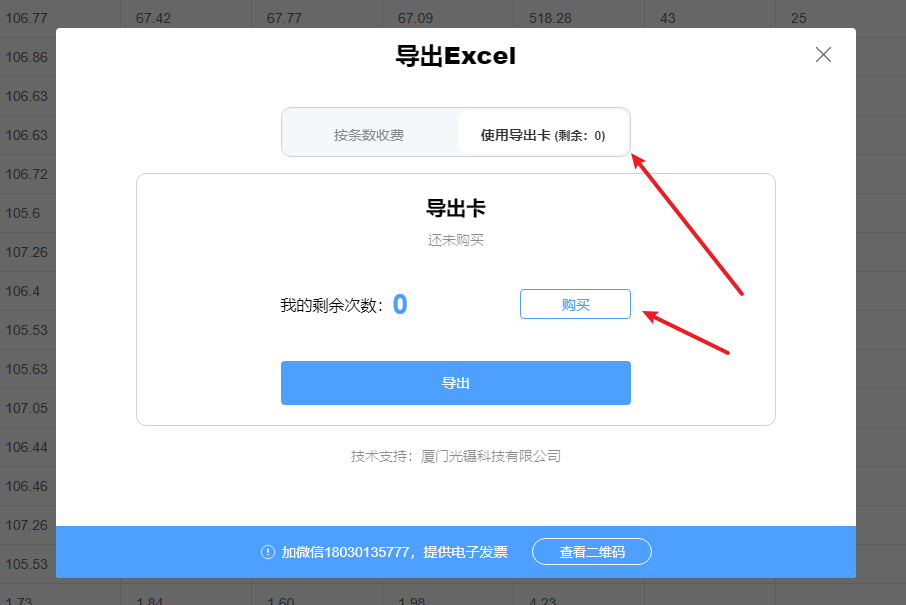 106.77 67.42 67.77 67.09 518.28 43 25
106.86
导出Excel
106.63
106.63
按条数收费 使用导出卡 (剩余：0)
106.72
105.6
导出卡
还未购买
107.26
106.4
我的剩余次数： 0 购买
105.53
105.63
导出
107.05
106.44
技术支持：厦门光镊科技有限公司
106.46
107.26
加微信18030135777，提供电子发票 查看二维码
105.53
1.73 1.84 1.60 1.98 4.23